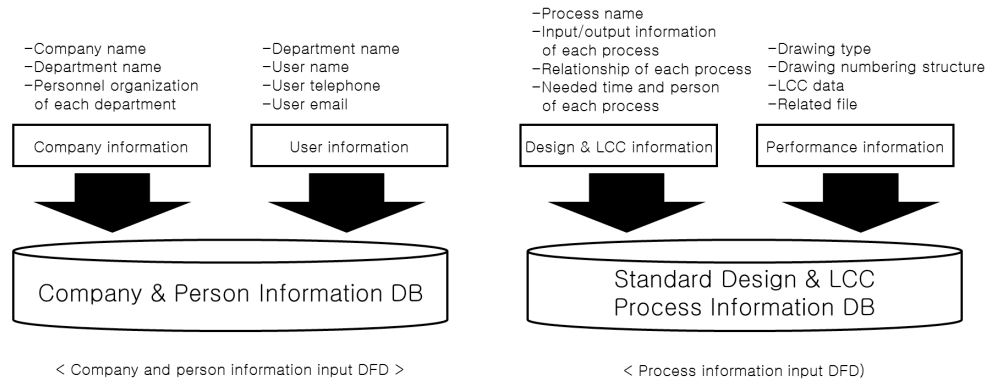 -Company name
-Department name
-Personnel organization
of each department
Company information
-Department name
-User name
-User telephone
-User email
User information
Company & Person Information DB
< Company and person information input DFD >
-Process name
-Input/output information
of each process
-Relationship of each process
-Needed time and person
of each process
Design & LCC information
-Drawing type
-Drawing numbering structure
-LCC data
-Related file
Performance information
Standard Design & LCC
Process Information DB
< Process information input DFD)